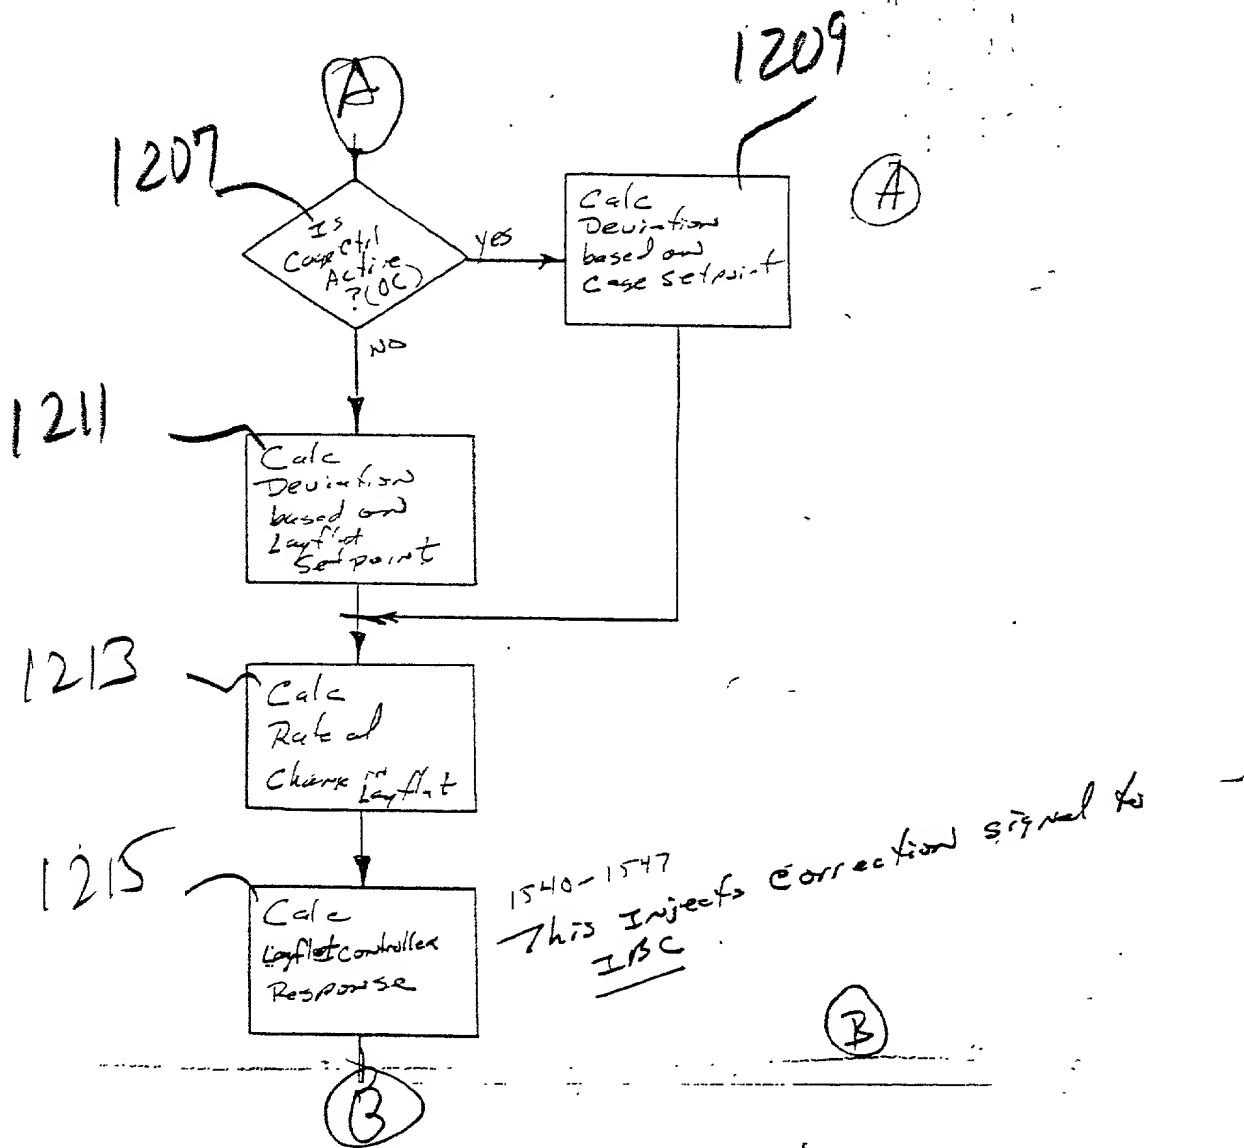 A
1209
1207
Is
Cage Ctrl
Active
?(OC)
YES
Calc
Deviation
based on
Cage Setpoint
A
NO
1211
Calc
Deviation
based on
Layflat
Setpoint
1213
Calc
Rate of
Change in
Layflat
1215
Calc
Layflat Controller
Response
1540-1547
This Injects Correction signal to
IBC
B
B